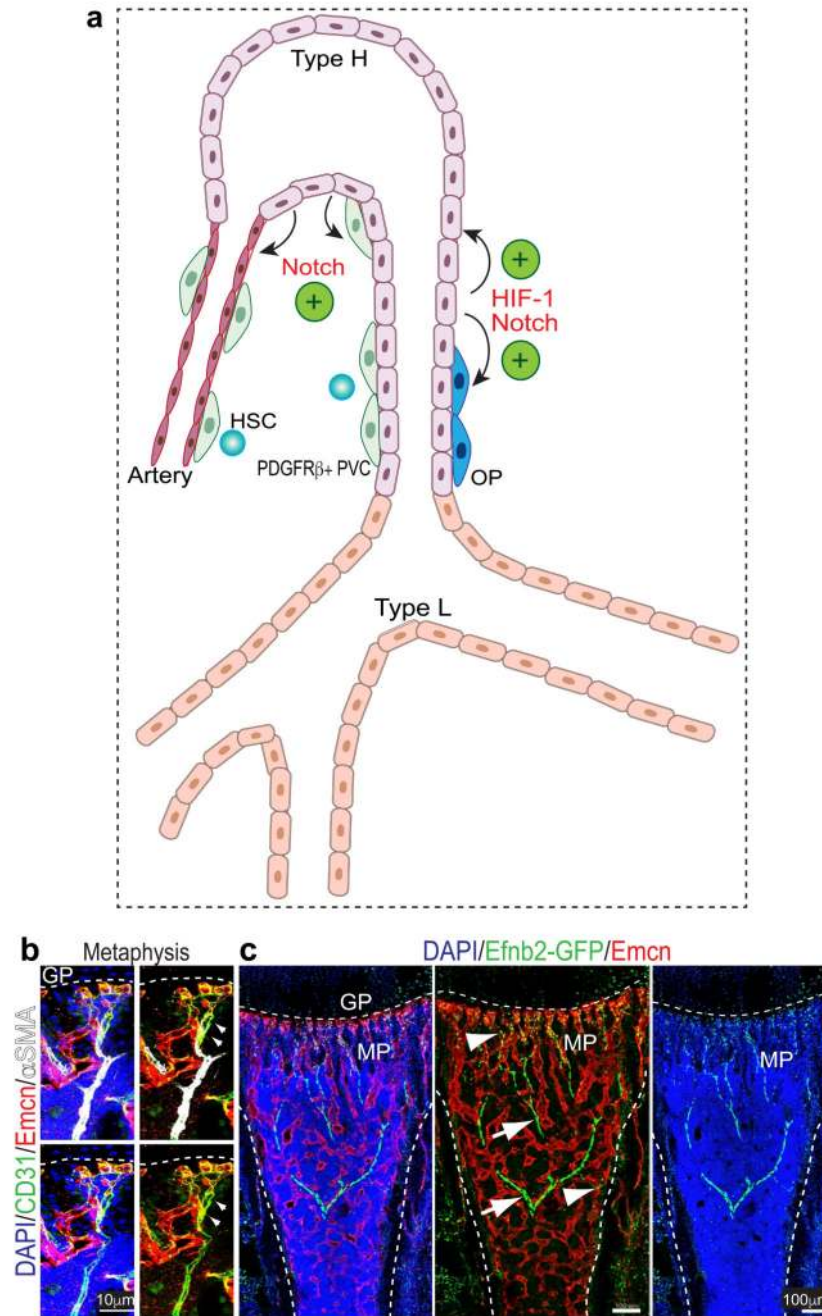 a
Type H
Notch
+
+
HIF-1
Notch
+
HSC
Artery
PDGFRβ+ PVC
OP
Type L
b
Metaphysis
GP
DAPI/CD31/Emcn/αSMA
10μm
c
DAPI/Efnb2-GFP/Emcn
GP
MP
MP
MP
100μm